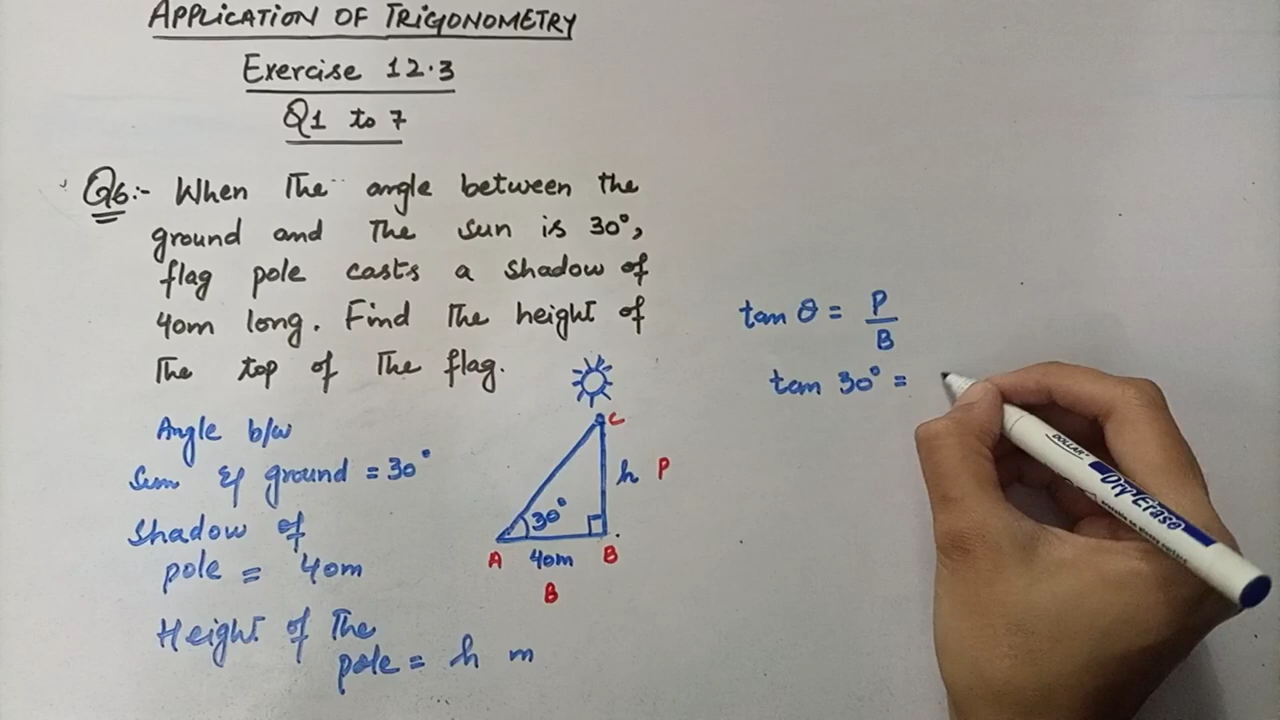 APPLICATION OF TRIGONOMETRY
Exercise 12.3
Q1 to 7
Q6:- When The angle between the
ground and The sun is 30°,
flag pole casts a shadow of
40m long. Find The height of
The top of The flag.
Angle b/w
Sun & ground = 30°
Shadow of
pole = 40m
Height of The
pole = h m
C
h P
30°
A 40m B
B
tan θ = P
B
tan 30° =
DOLLAR
Dry Erase